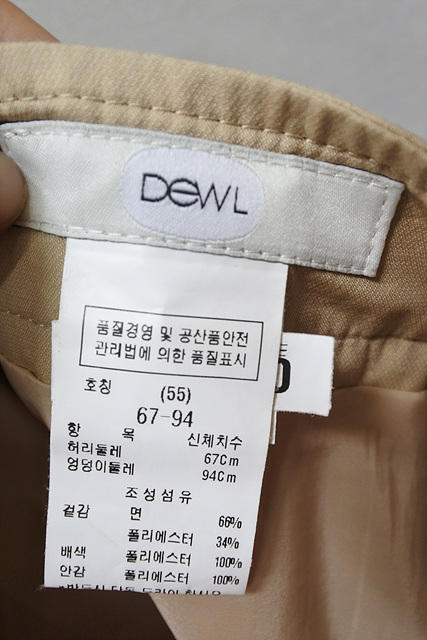 DEWL
품질경영 및 공산품안전
관리법에 의한 품질표시
호칭 (55)
67-94
항 목 신체치수
허리둘레 67Cm
엉덩이둘레 94Cm
조성섬유
겉감 면 66%
폴리에스터 34%
배색 폴리에스터 100%
안감 폴리에스터 100%